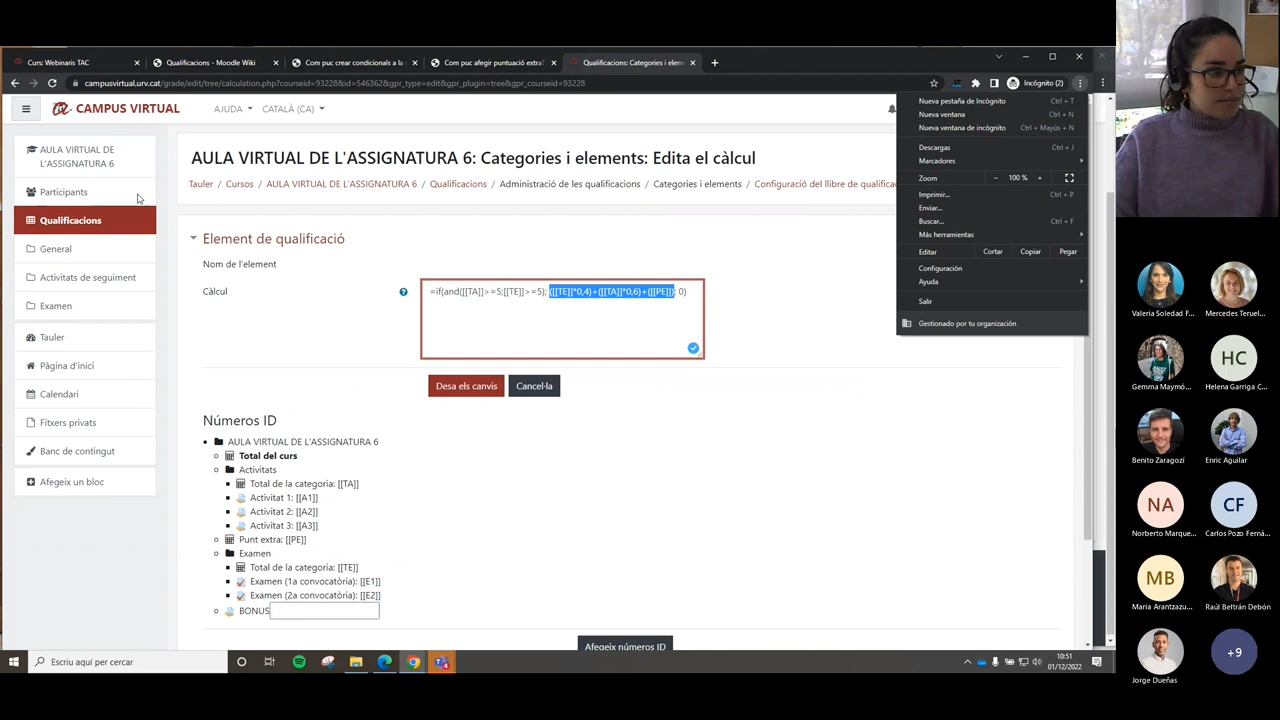 Curs: Webinaris TAC
Qualificacions - Moodle Wiki
Com puc crear condicionals a la
Com puc afegir puntuació extra?
Qualificacions: Categories i elem
campusvirtual.urv.cat/grade/edit/tree/calculation.php?courseid=93228&id=546362&gpr_type=edit&gpr_plugin=tree&gpr_courseid=93228
Incógnito (2)
CAMPUS VIRTUAL
AJUDA
CATALÀ (CA)
AULA VIRTUAL DE L'ASSIGNATURA 6
Participants
Qualificacions
General
Activitats de seguiment
Examen
Tauler
Pàgina d'inici
Calendari
Fitxers privats
Banc de contingut
Afegeix un bloc
AULA VIRTUAL DE L'ASSIGNATURA 6: Categories i elements: Edita el càlcul
Tauler / Cursos / AULA VIRTUAL DE L'ASSIGNATURA 6 / Qualificacions / Administració de les qualificacions / Categories i elements / Configuració del llibre de qualifica
Element de qualificació
Nom de l'element
Càlcul
=if(and([[TA]]>=5;[[TE]]>=5); ([[TE]]*0,4)+([[TA]]*0,6)+([[PE]]); 0)
Desa els canvis
Cancel·la
Números ID
AULA VIRTUAL DE L'ASSIGNATURA 6
Total del curs
Activitats
Total de la categoria: [[TA]]
Activitat 1: [[A1]]
Activitat 2: [[A2]]
Activitat 3: [[A3]]
Punt extra: [[PE]]
Examen
Total de la categoria: [[TE]]
Examen (1a convocatòria): [[E1]]
Examen (2a convocatòria): [[E2]]
BONUS
Afegeix números ID
Nueva pestaña de Incógnito Ctrl + T
Nueva ventana Ctrl + N
Nueva ventana de incógnito Ctrl + Mayús + N
Descargas Ctrl + J
Marcadores
Zoom - 100 % +
Imprimir... Ctrl + P
Enviar...
Buscar... Ctrl + F
Más herramientas
Editar Cortar Copiar Pegar
Configuración
Ayuda
Salir
Gestionado por tu organización
Valeria Soledad F...
Mercedes Teruel...
Gemma Maymó...
HC
Helena Garriga C...
Benito Zaragozí
Enric Aguilar
NA
Norberto Marque...
CF
Carlos Pozo Ferná...
MB
Maria Arantzazu...
Raúl Beltrán Debón
Jorge Dueñas
+9
Escriu aquí per cercar
10:51
01/12/2022